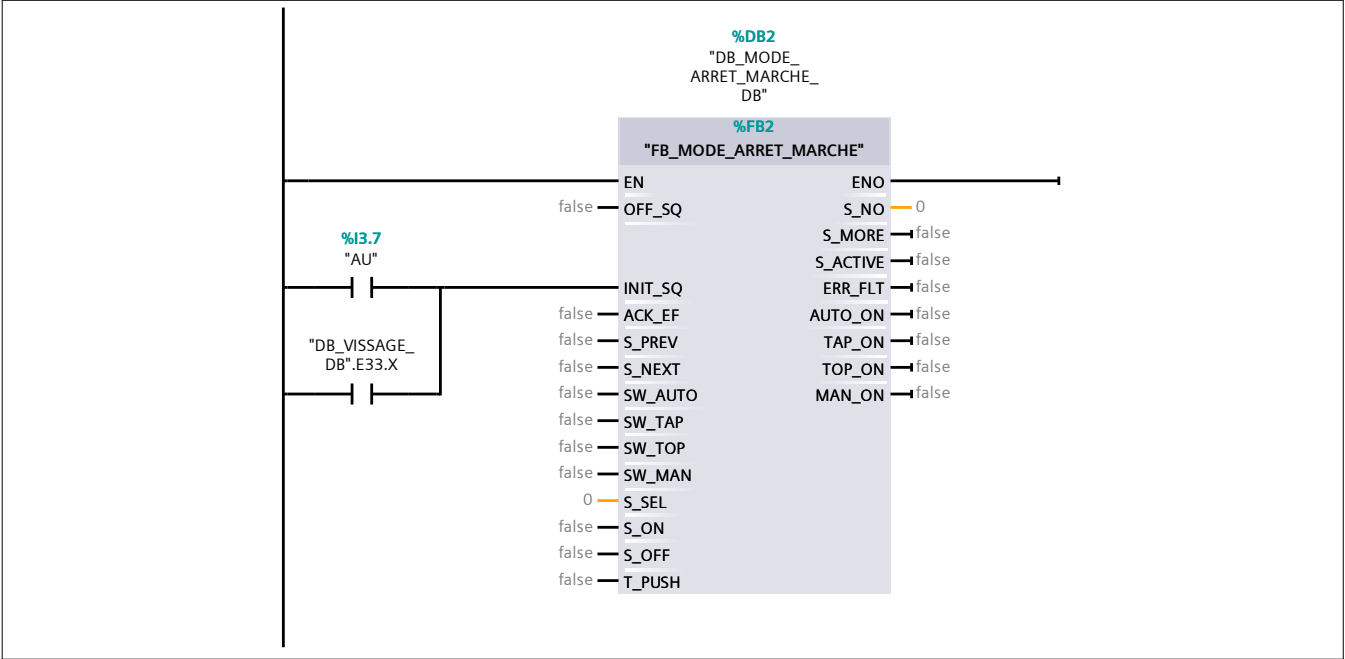 %DB2
"DB_MODE_
ARRET_MARCHE_
DB"
%FB2
"FB_MODE_ARRET_MARCHE"
EN ENO
false OFF_SQ S_NO 0
S_MORE false
%I3.7
"AU"
S_ACTIVE false
INIT_SQ ERR_FLT false
false ACK_EF AUTO_ON false
false S_PREV TAP_ON false
"DB_VISSAGE_
DB".E33.X
false S_NEXT TOP_ON false
false SW_AUTO MAN_ON false
false SW_TAP
false SW_TOP
false SW_MAN
0 S_SEL
false S_ON
false S_OFF
false T_PUSH